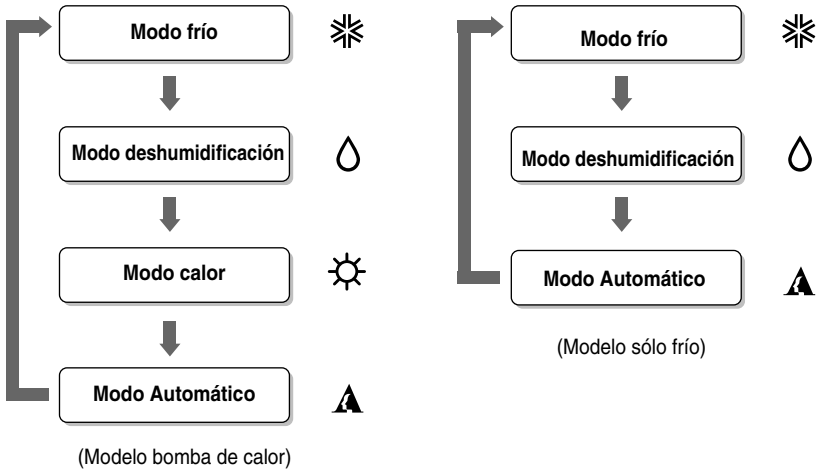 Modo frío
Modo deshumidificación
Modo calor
Modo Automático
(Modelo bomba de calor)
Modo frío
Modo deshumidificación
Modo Automático
(Modelo sólo frío)